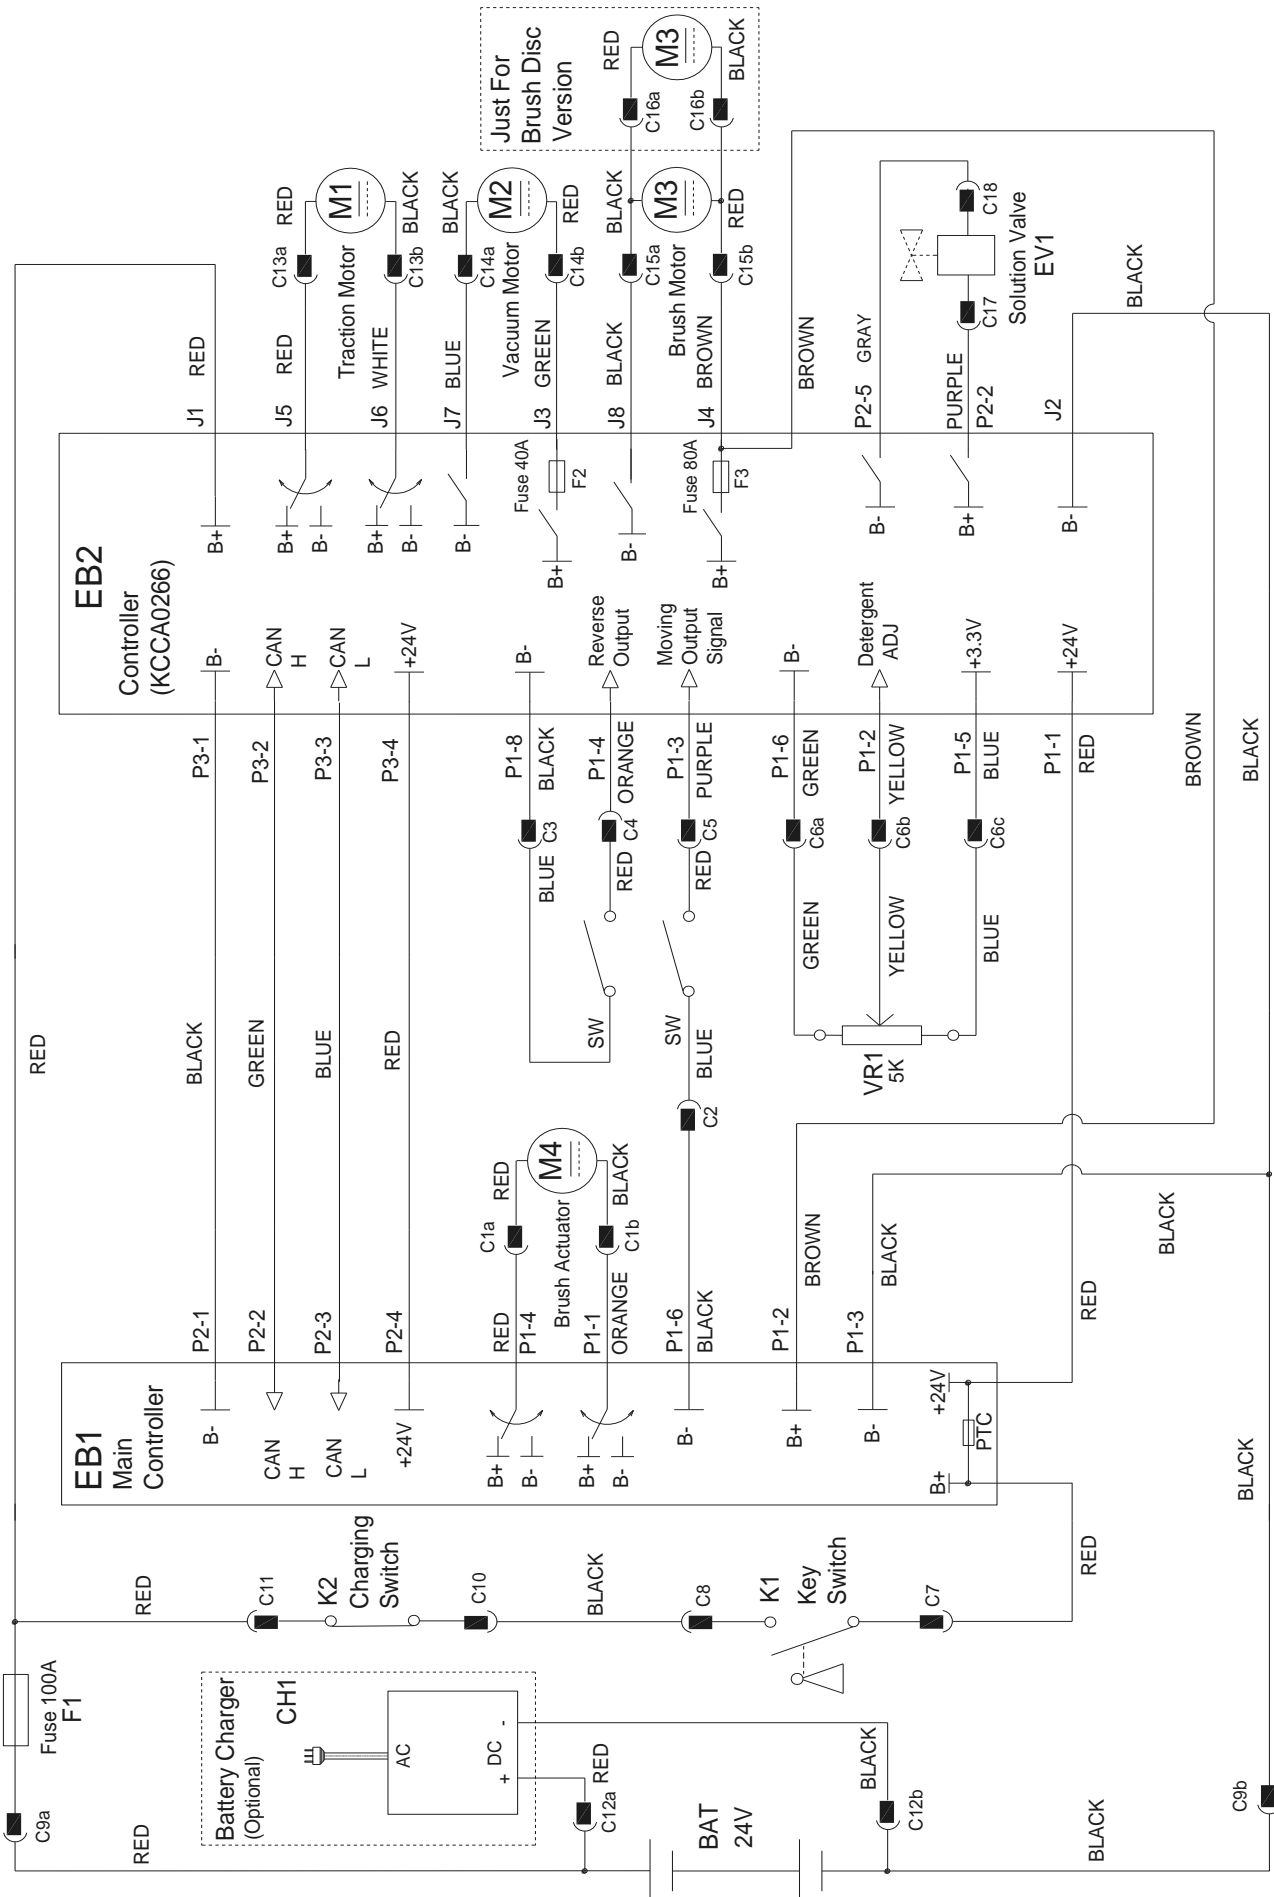 Just For
Brush Disc
Version
RED
M3
BLACK
C16a
C16b
RED
M1
BLACK
C13a
C13b
Traction Motor
BLACK
M2
RED
C14a
C14b
Vacuum Motor
BLACK
M3
RED
C15a
C15b
Brush Motor
C18
C17
Solution Valve
EV1
BLACK
RED
RED
WHITE
BLUE
GREEN
BLACK
BROWN
BROWN
GRAY
PURPLE
J1
J5
J6
J7
J3
J8
J4
P2-5
P2-2
J2
EB2
Controller
(KCCA0266)
B+
B+
B-
B+
B-
B-
Fuse 40A
F2
B+
B-
Fuse 80A
F3
B+
B-
B+
B-
B-
CAN
H
CAN
L
+24V
B-
Reverse
Output
Moving
Output
Signal
B-
Detergent
ADJ
+3.3V
+24V
P3-1
P3-2
P3-3
P3-4
P1-8
BLACK
P1-4
ORANGE
P1-3
PURPLE
P1-6
GREEN
P1-2
YELLOW
P1-5
BLUE
P1-1
RED
BROWN
BLACK
C3
C4
C5
C6a
C6b
C6c
BLUE
RED
RED
GREEN
YELLOW
BLUE
SW
SW
BLUE
VR1
5K
C2
RED
BLACK
GREEN
BLUE
RED
RED
M4
BLACK
C1a
C1b
Brush Actuator
P2-1
P2-2
P2-3
P2-4
RED
P1-4
P1-1
ORANGE
P1-6
BLACK
P1-2
BROWN
P1-3
BLACK
RED
BLACK
EB1
Main
Controller
B-
CAN
H
CAN
L
+24V
B+
B-
B+
B-
B-
B+
B-
+24V
PTC
B+
RED
C11
K2
Charging
Switch
C10
BLACK
C8
K1
Key
Switch
C7
RED
BLACK
Fuse 100A
F1
Battery Charger
(Optional)
CH1
AC
DC
+
-
C9a
RED
RED
C12a
BAT
24V
BLACK
C12b
BLACK
C9b